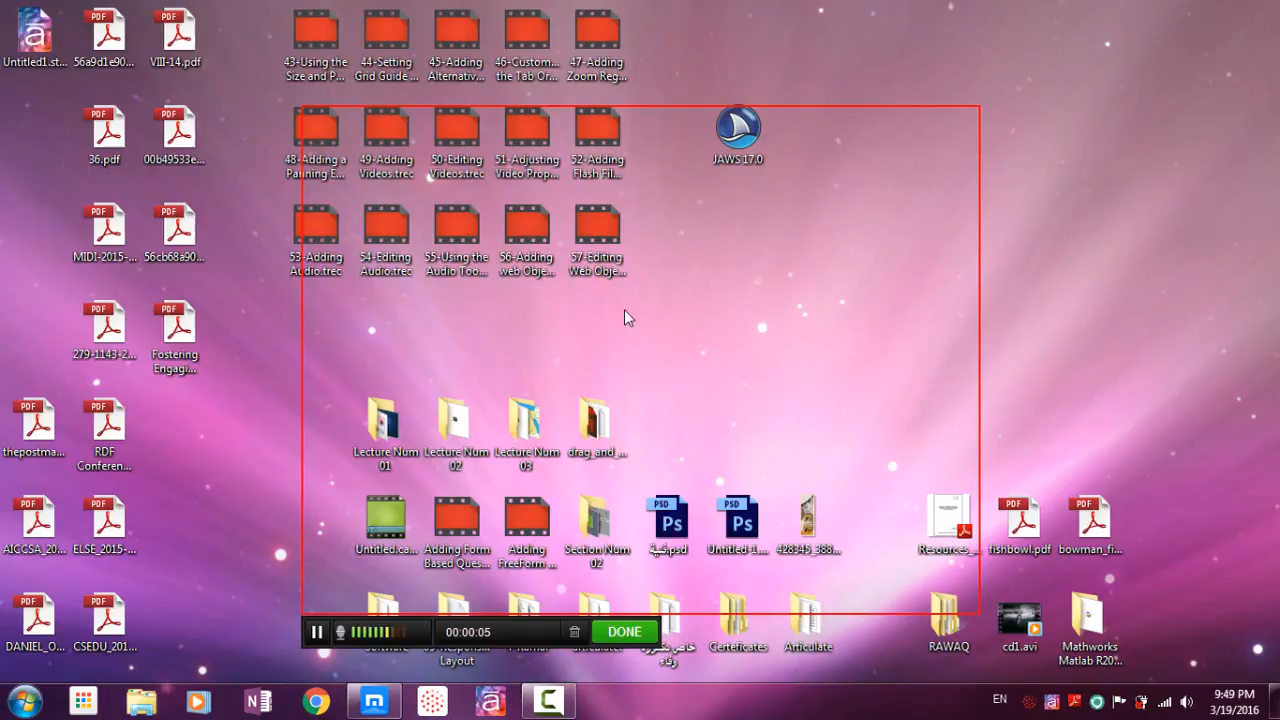 Untitled1.st...
56a9d1e90...
VIII-14.pdf
43-Using the
Size and P...
44-Setting
Grid Guide ...
45-Adding
Alternativ...
46-Custom...
the Tab Or...
47-Adding
Zoom Reg...
36.pdf
00b49533e...
48-Adding a
Panning E...
49-Adding
Videos.trec
50-Editing
Videos.trec
51-Adjusting
Video Prop...
52-Adding
Flash Fil...
JAWS 17.0
MIDI-2015-...
56cb68a90...
53-Adding
Audio.trec
54-Editing
Audio.trec
55-Using the
Audio Too...
56-Adding
web Obje...
57-Editing
Web Obje...
279-1143-2...
Fostering
Engagi...
thepostma...
RDF
Conferen...
Lecture Num
01
Lecture Num
02
Lecture Num
03
drag_and_...
AICCSA_20...
ELSE_2015-...
Untitled.ca...
Adding Form
Based Ques...
Adding
FreeForm ...
Section Num
02
Untitled-1....
428345_388...
Resources_...
fishbowl.pdf
bowman_fi...
00:00:05
DONE
DANIEL_O...
CSEDU_201...
Layout
Certeficates
Articulate
RAWAQ
cd1.avi
Mathworks
Matlab R20...
EN
9:49 PM
3/19/2016